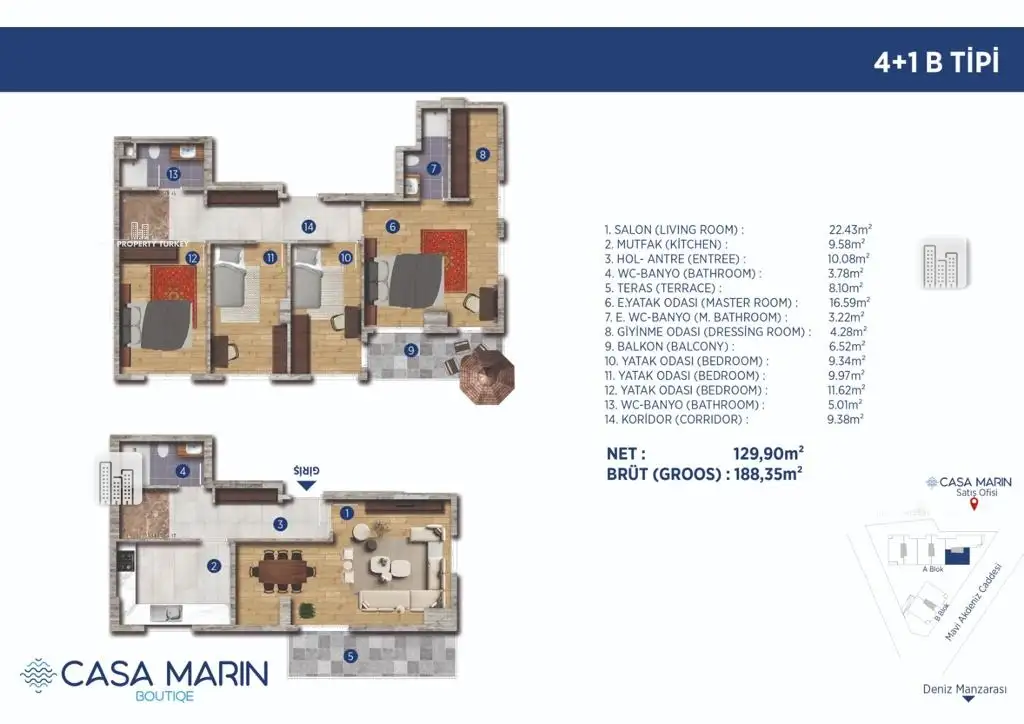 4+1 B TİPİ
8
7
13
14
6
PROPERTY TURKEY
12
11
10
9
1. SALON (LIVING ROOM) : 22.43m²
2. MUTFAK (KİTCHEN) : 9.58m²
3. HOL- ANTRE (ENTREE) : 10.08m²
4. WC-BANYO (BATHROOM) : 3.78m²
5. TERAS (TERRACE) : 8.10m²
6. E.YATAK ODASI (MASTER ROOM) : 16.59m²
7. E. WC-BANYO (M. BATHROOM) : 3.22m²
8. GİYİNME ODASI (DRESSİNG ROOM) : 4.28m²
9. BALKON (BALCONY) : 6.52m²
10. YATAK ODASI (BEDROOM) : 9.34m²
11. YATAK ODASI (BEDROOM) : 9.97m²
12. YATAK ODASI (BEDROOM) : 11.62m²
13. WC-BANYO (BATHROOM) : 5.01m²
14. KORİDOR (CORRIDOR) : 9.38m²
NET : 129,90m²
BRÜT (GROOS) : 188,35m²
4
GİRİŞ
3
1
2
5
CASA MARIN
Satış Ofisi
A Blok
B Blok
Mavi Akdeniz Caddesi
Deniz Manzarası
CASA MARIN
BOUTIQE